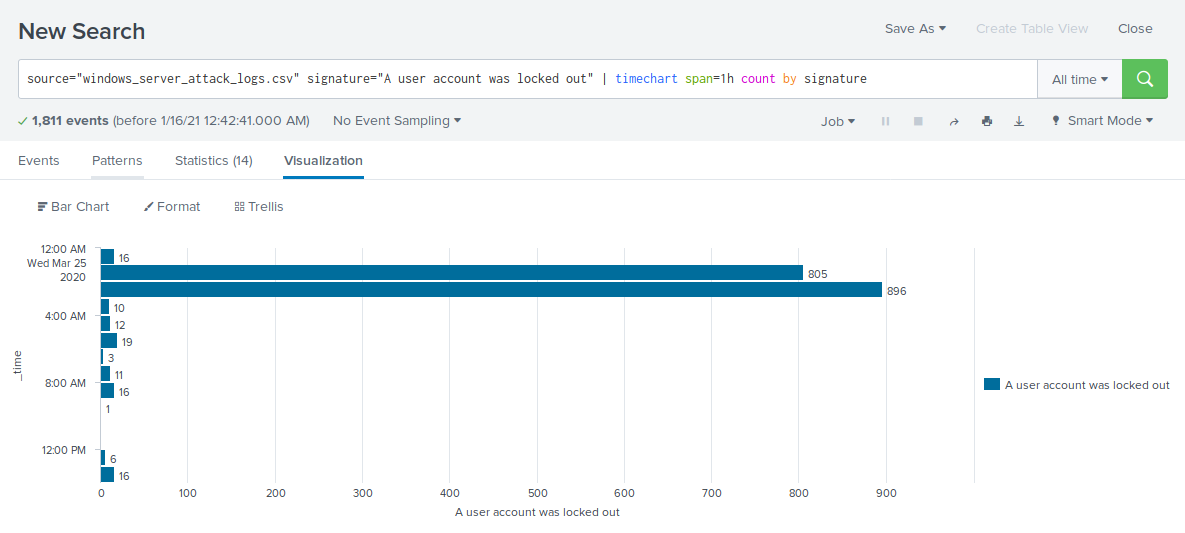 New Search
Save As
Create Table View
Close
source="windows_server_attack_logs.csv" signature="A user account was locked out" | timechart span=1h count by signature
All time
1,811 events (before 1/16/21 12:42:41.000 AM)
No Event Sampling
Job
Smart Mode
Events
Patterns
Statistics (14)
Visualization
Bar Chart
Format
Trellis
12:00 AM
Wed Mar 25
2020
4:00 AM
8:00 AM
12:00 PM
_time
16
805
896
10
12
19
3
11
16
1
6
16
0 100 200 300 400 500 600 700 800 900
A user account was locked out
A user account was locked out